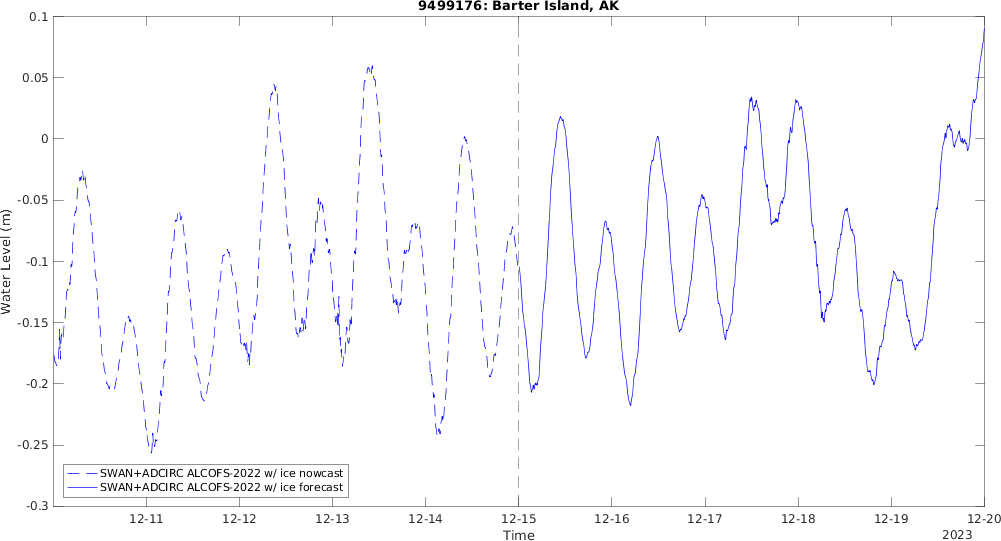 9499176: Barter Island, AK
0.1
0.05
0
-0.05
-0.1
-0.15
-0.2
-0.25
-0.3
Water Level (m)
SWAN+ADCIRC ALCOFS-2022 w/ ice nowcast
SWAN+ADCIRC ALCOFS-2022 w/ ice forecast
12-11 12-12 12-13 12-14 12-15 12-16 12-17 12-18 12-19 12-20
Time
2023